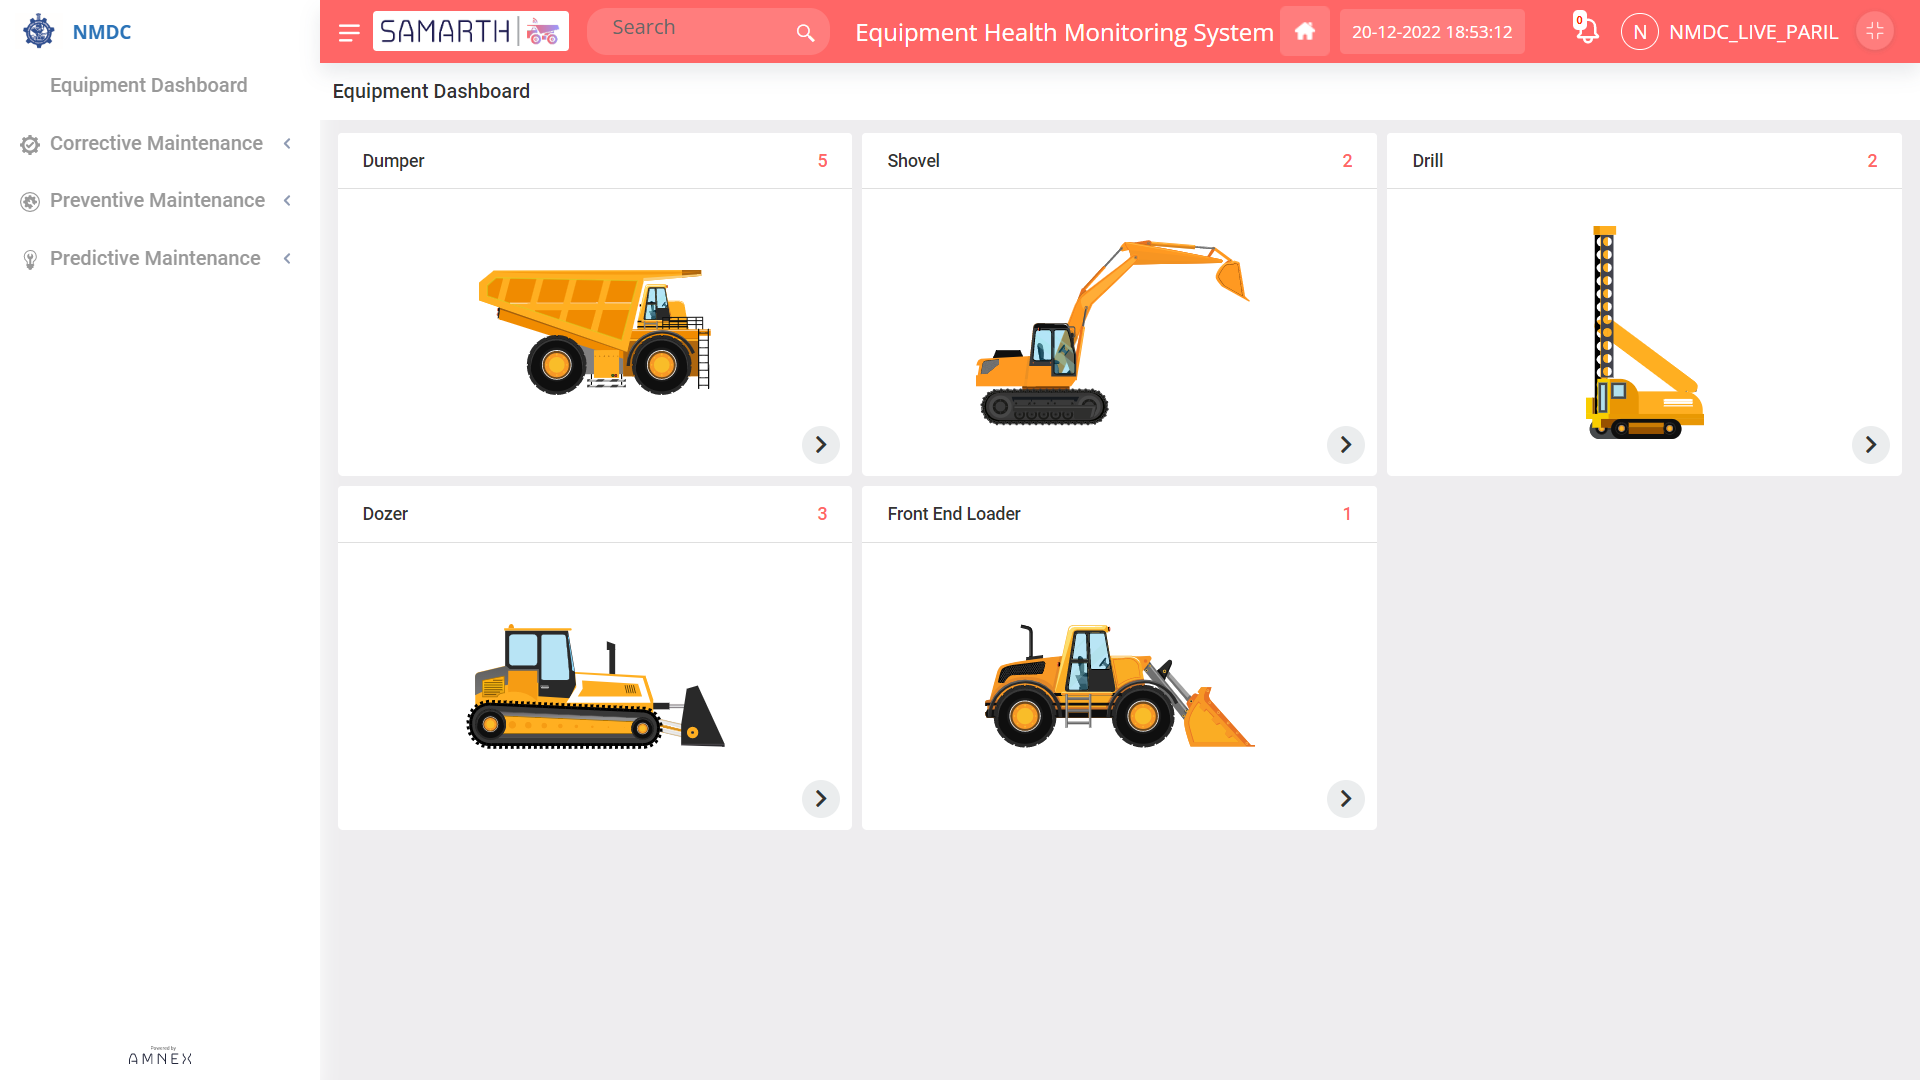 NMDC
SAMARTH
Search
Equipment Health Monitoring System
20-12-2022 18:53:12
0
N
NMDC_LIVE_PARIL
Equipment Dashboard
Corrective Maintenance
Preventive Maintenance
Predictive Maintenance
Equipment Dashboard
Dumper 5
Shovel 2
Drill 2
Dozer 3
Front End Loader 1
Powered by
AMNEX